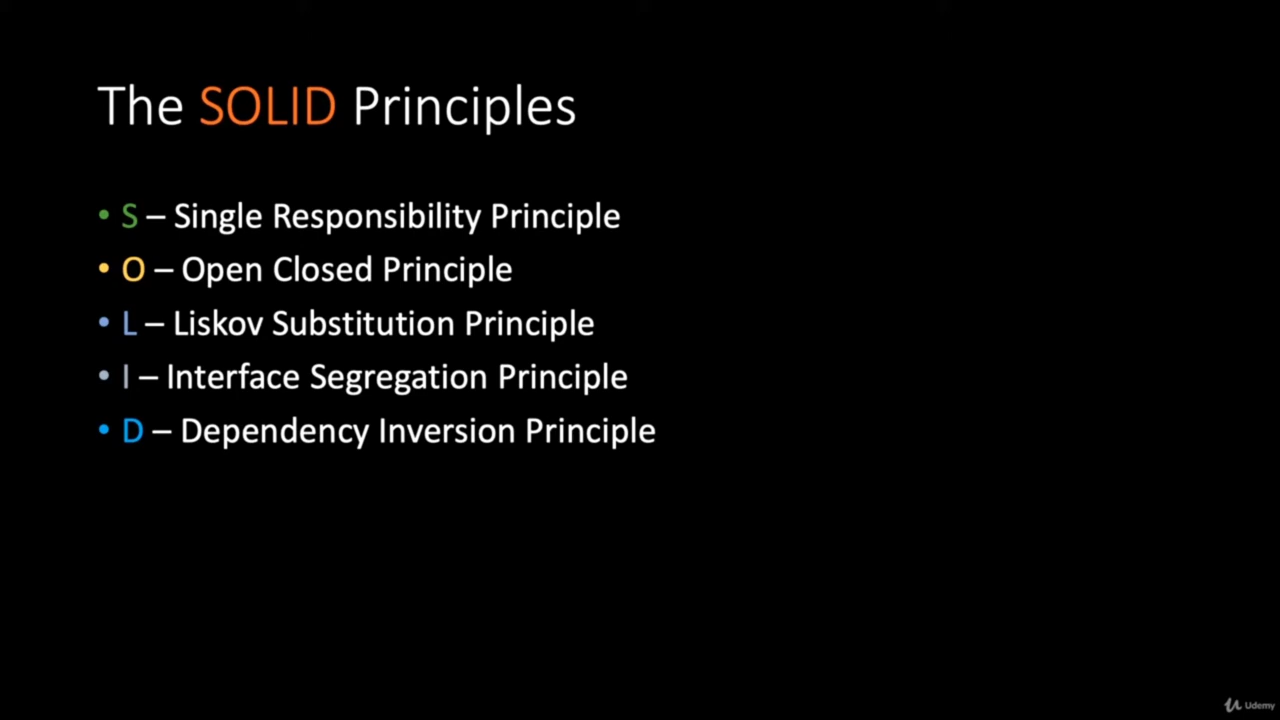 The SOLID Principles
• S – Single Responsibility Principle
• O – Open Closed Principle
• L – Liskov Substitution Principle
• I – Interface Segregation Principle
• D – Dependency Inversion Principle
Udemy